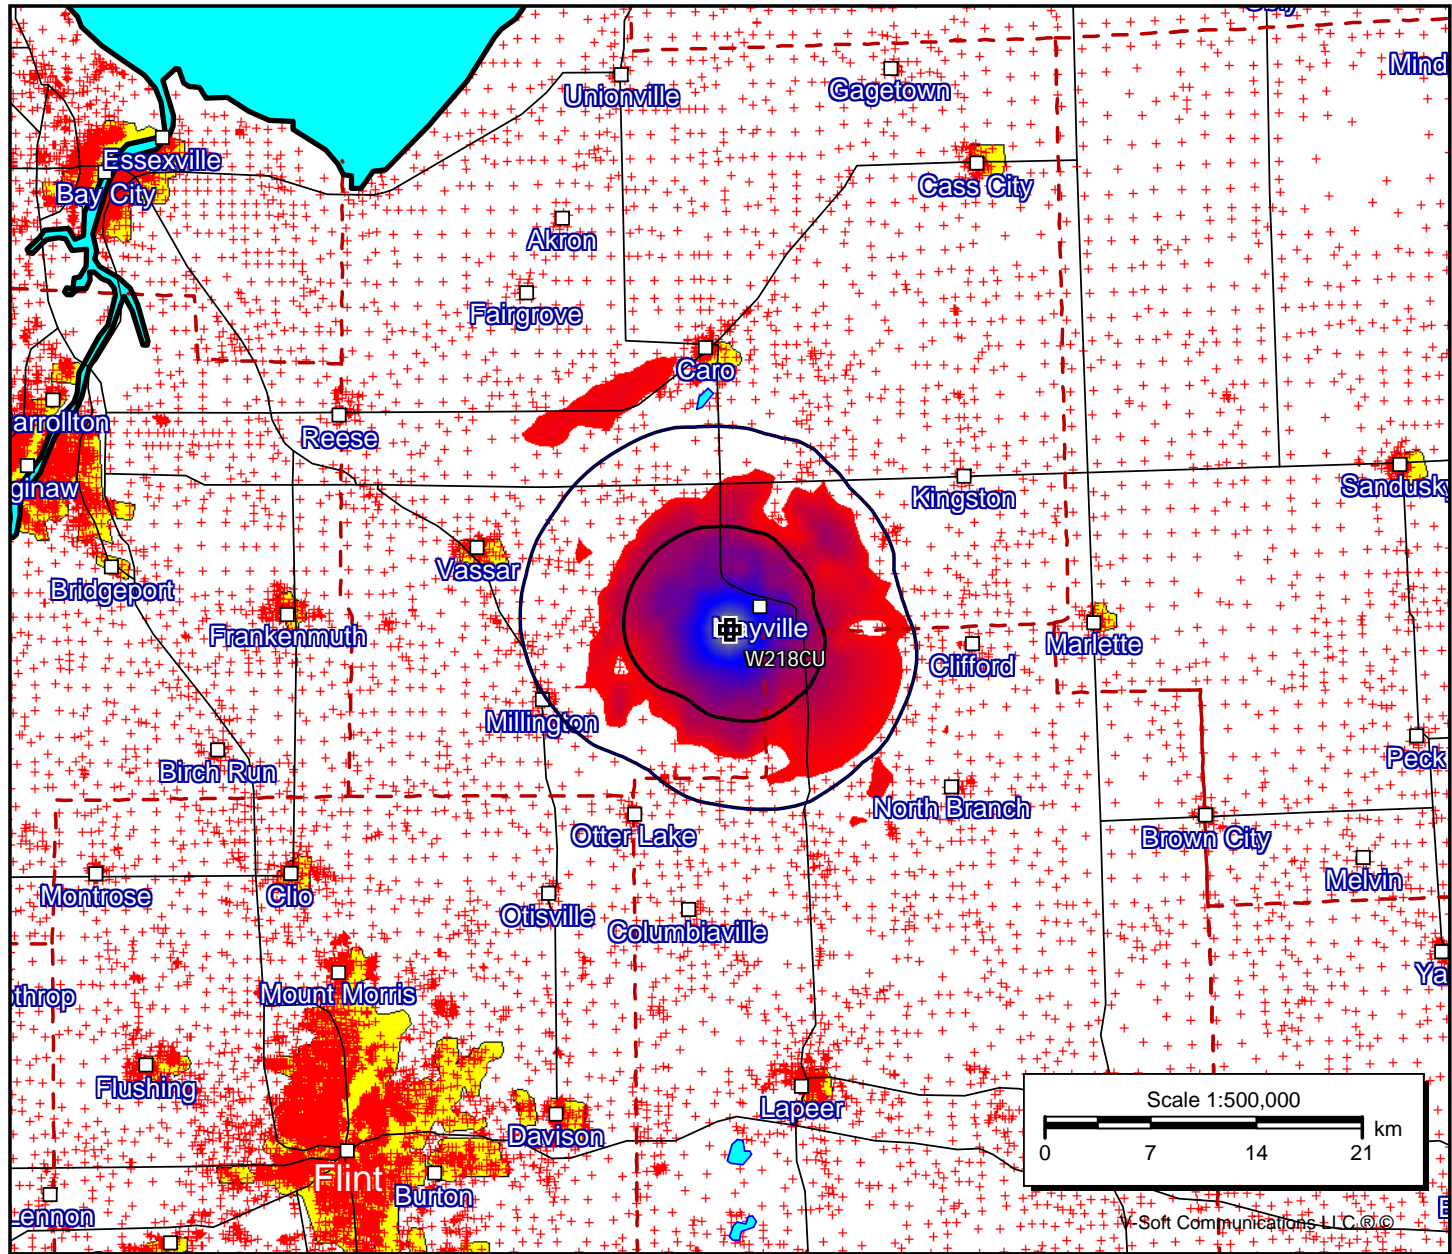 Unionville
Gagetown
Mind
Essexville
Bay City
Cass City
Akron
Fairgrove
Caro
arrollton
Reese
ginaw
Kingston
Sandusky
Vassar
Bridgeport
Frankenmuth
ayville
W218CU
Clifford
Marlette
Millington
Birch Run
Peck
North Branch
Otter Lake
Brown City
Montrose
Clio
Otisville
Columbiaville
Melvin
Mount Morris
throp
Ya
Flushing
Lapeer
Davison
Flint
Burton
ennon
Scale 1:500,000
km
0 7 14 21
V-Soft Communications LLC ® ©